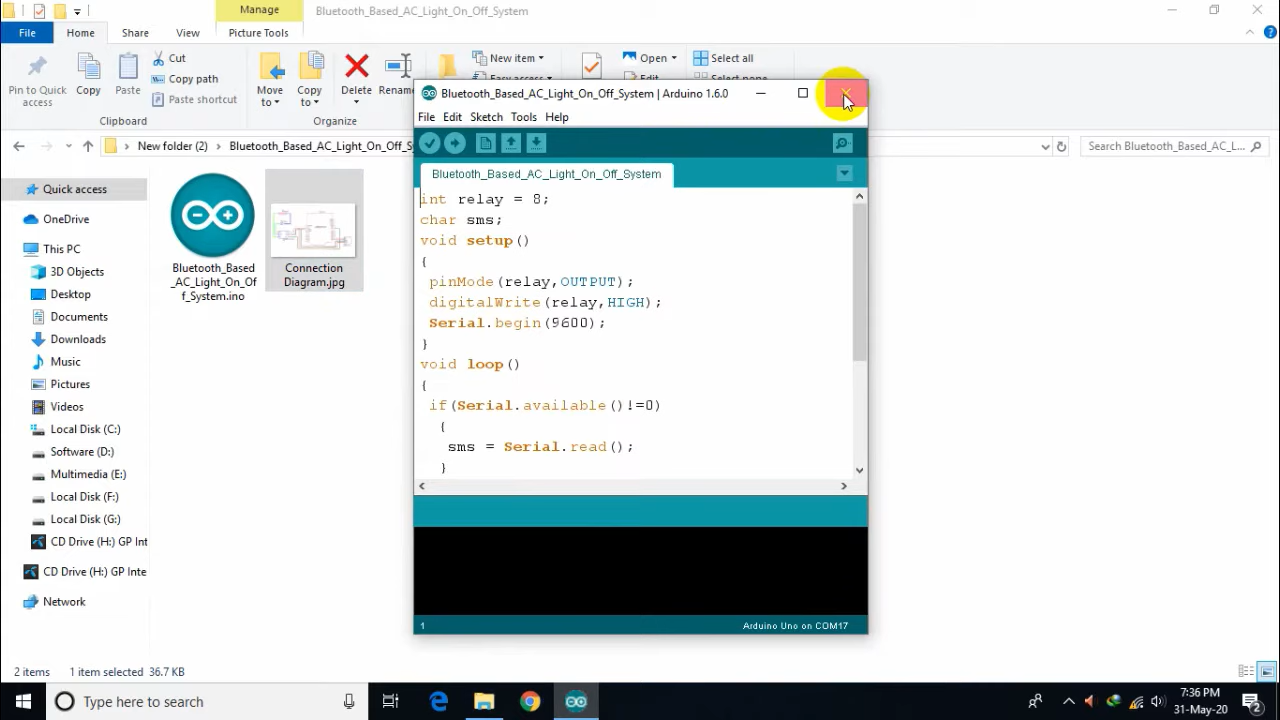 Manage
Bluetooth_Based_AC_Light_On_Off_System
File
Home
Share
View
Picture Tools
Pin to Quick
access
Copy
Paste
Cut
Copy path
Paste shortcut
Clipboard
Move
to
Copy
to
Delete
Rename
Organize
New item
Easy access
Open
Edit
Select all
Select none
New folder (2)
Bluetooth_Based_AC_Light_On_Off_S
Search Bluetooth_Based_AC_L...
Quick access
OneDrive
This PC
3D Objects
Desktop
Documents
Downloads
Music
Pictures
Videos
Local Disk (C:)
Software (D:)
Multimedia (E:)
Local Disk (F:)
Local Disk (G:)
CD Drive (H:) GP Int
CD Drive (H:) GP Inte
Network
Bluetooth_Based
_AC_Light_On_Of
f_System.ino
Connection
Diagram.jpg
Bluetooth_Based_AC_Light_On_Off_System | Arduino 1.6.0
File Edit Sketch Tools Help
Bluetooth_Based_AC_Light_On_Off_System
int relay = 8;
char sms;
void setup()
{
pinMode(relay,OUTPUT);
digitalWrite(relay,HIGH);
Serial.begin(9600);
}
void loop()
{
if(Serial.available()!=0)
{
sms = Serial.read();
}
1
Arduino Uno on COM17
2 items
1 item selected 36.7 KB
Type here to search
7:36 PM
31-May-20
2